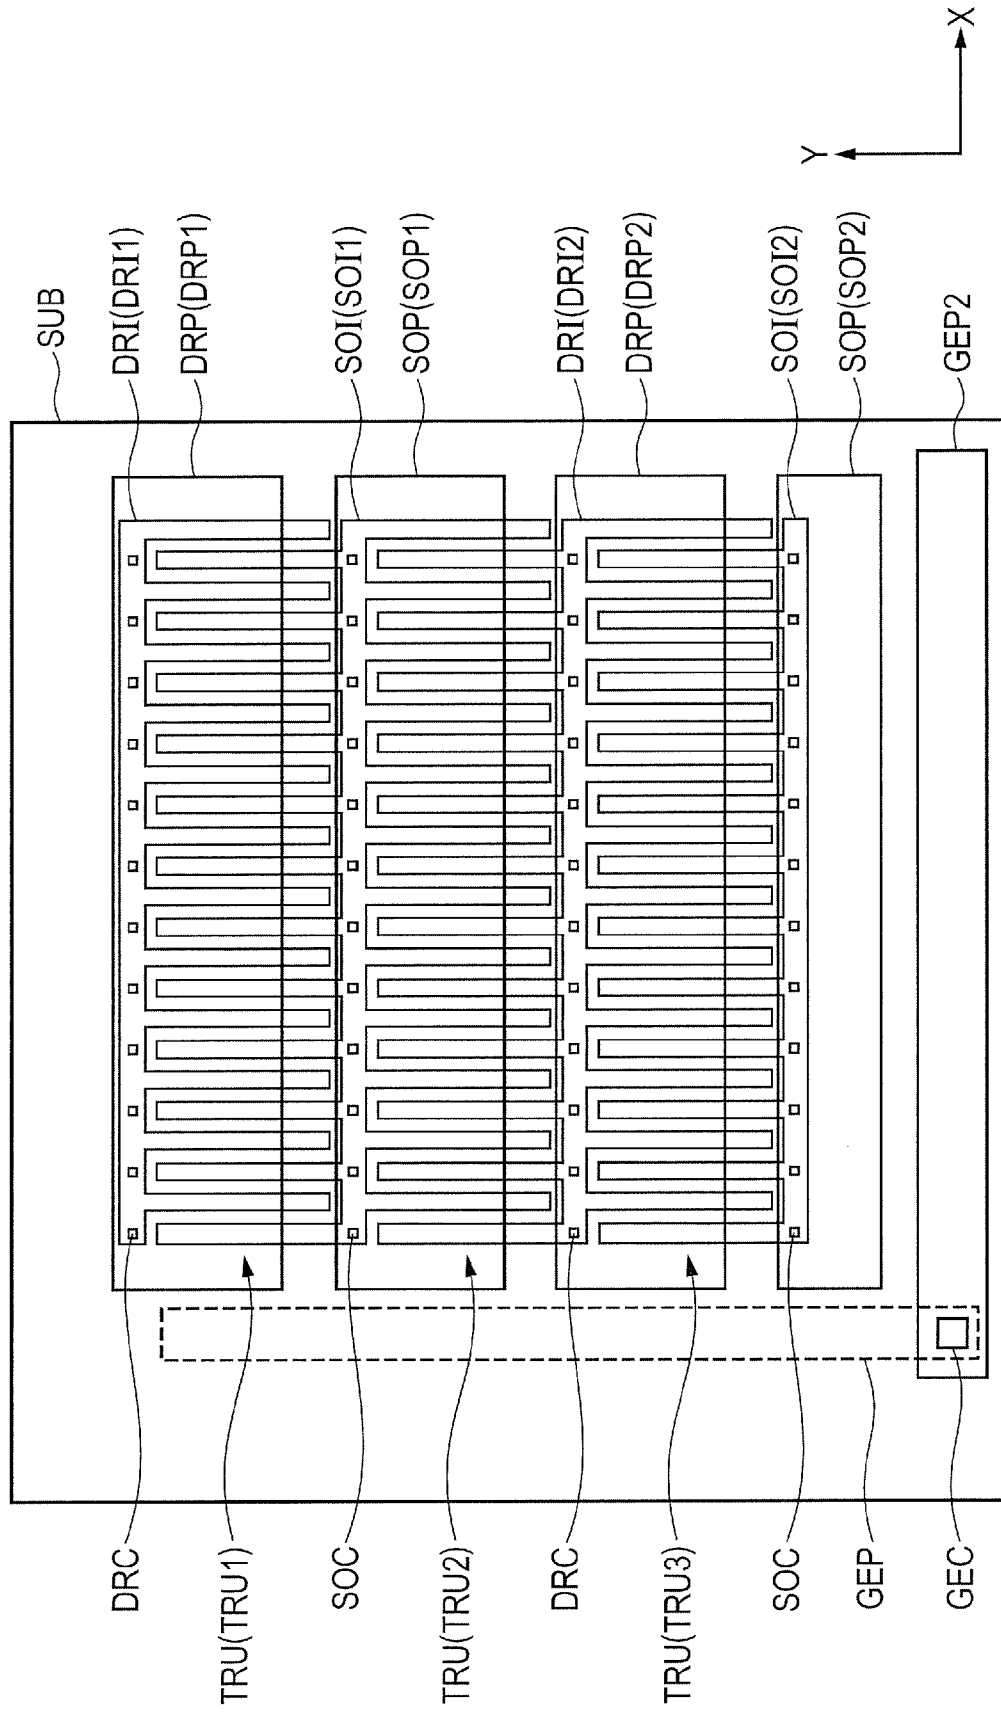 X
Y
SUB
DRI(DRI1)
DRP(DRP1)
SOI(SOI1)
SOP(SOP1)
DRI(DRI2)
DRP(DRP2)
SOI(SOI2)
SOP(SOP2)
GEP2
DRC
TRU(TRU1)
SOC
TRU(TRU2)
DRC
TRU(TRU3)
SOC
GEP
GEC